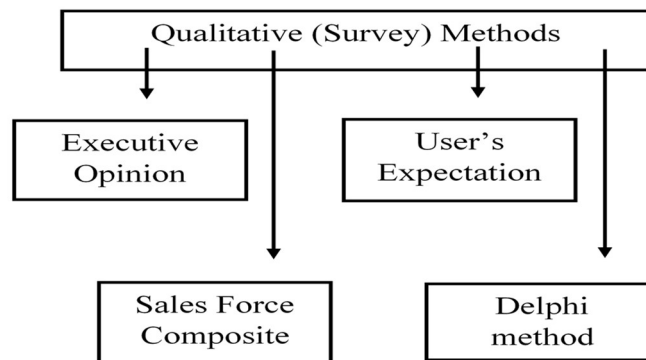 Qualitative (Survey) Methods
Executive
Opinion
User's
Expectation
Sales Force
Composite
Delphi
method